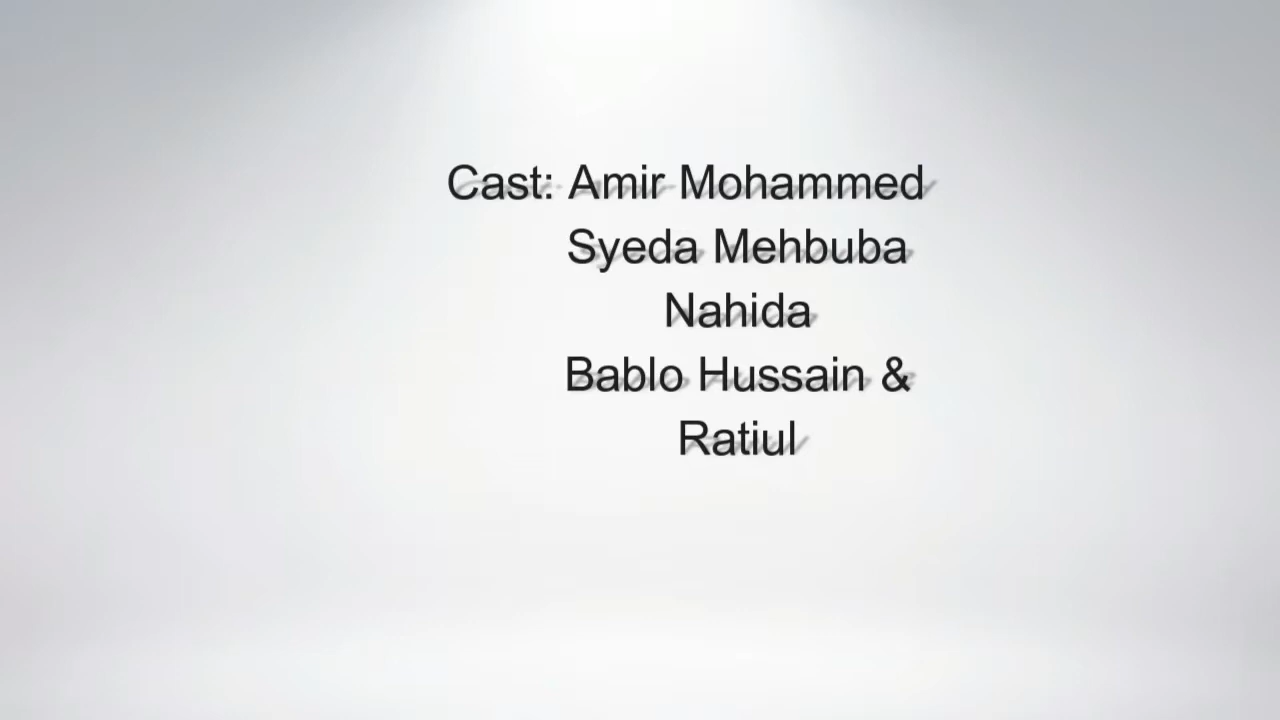 Cast: Amir Mohammed
Syeda Mehbuba
Nahida
Bablo Hussain &
Ratiul